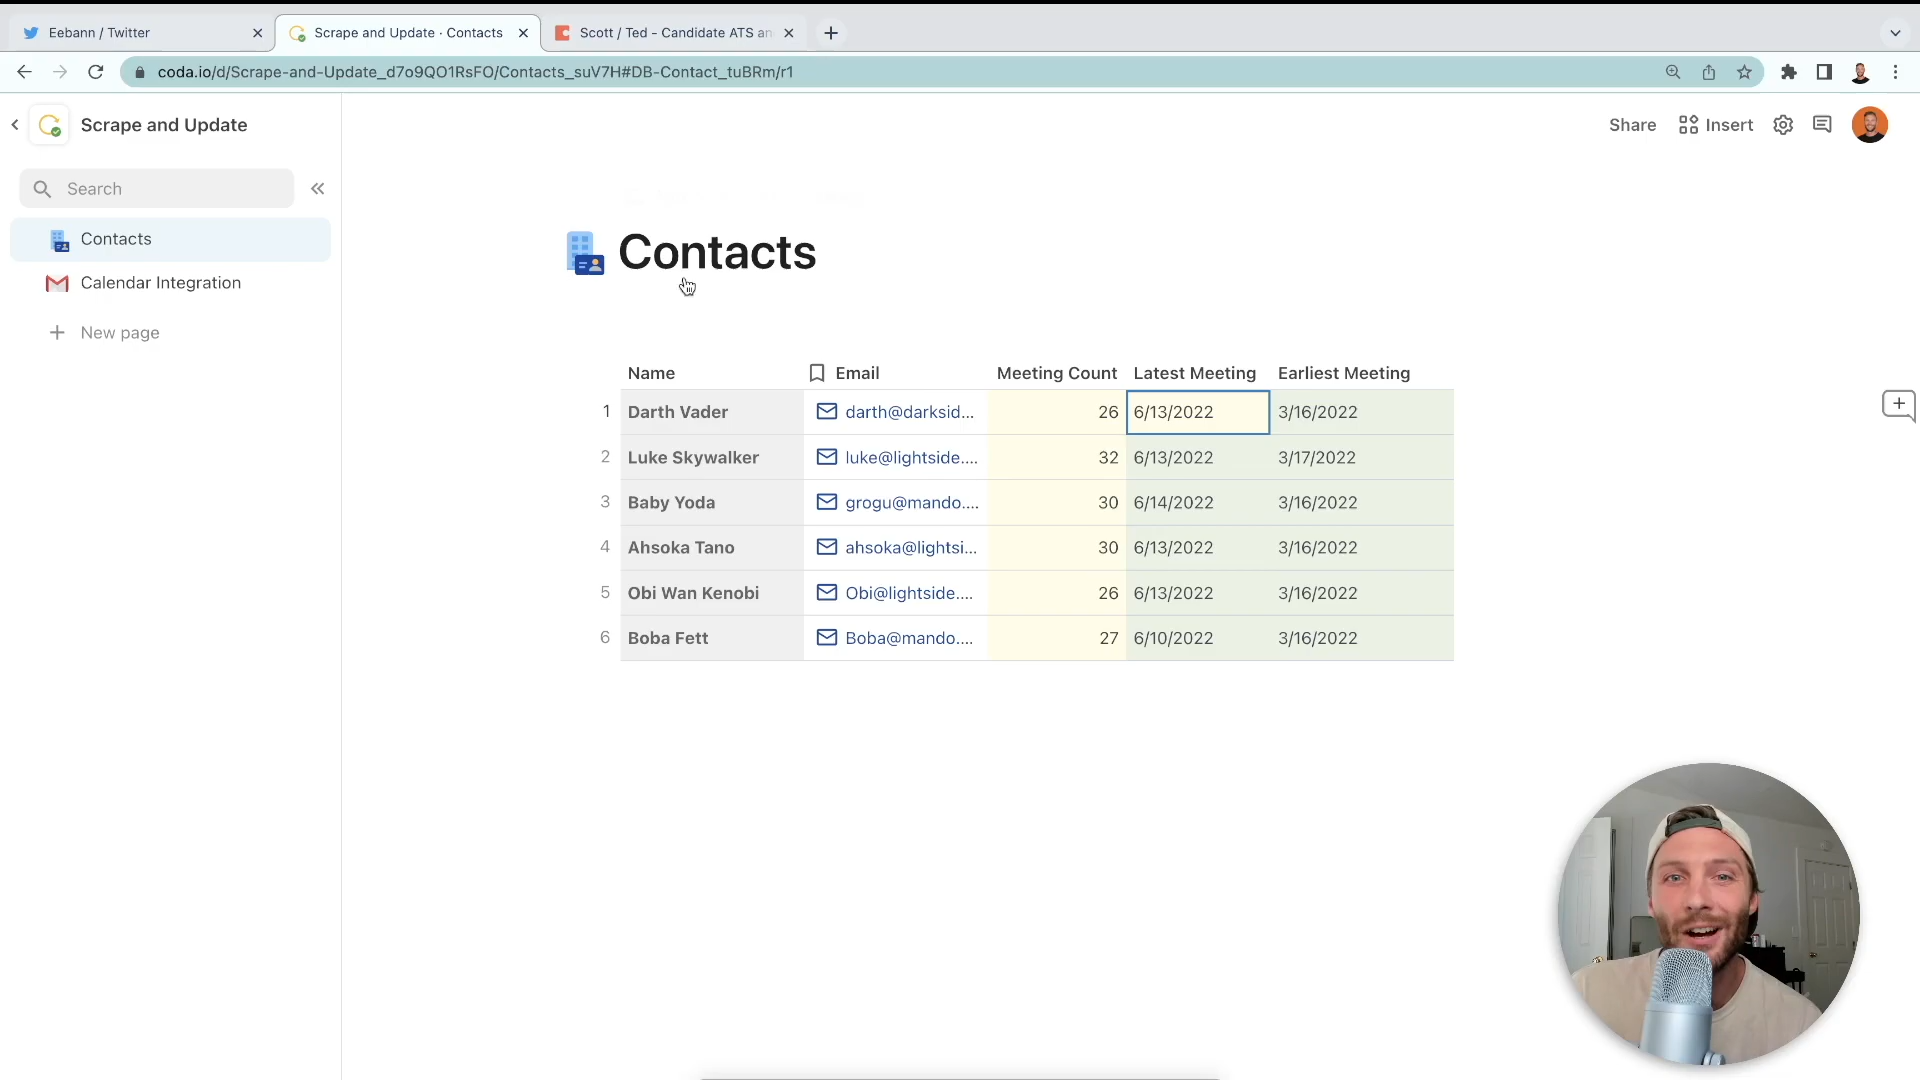 Eebann / Twitter
Scrape and Update · Contacts
Scott / Ted - Candidate ATS an
coda.io/d/Scrape-and-Update_d7o9QO1RsFO/Contacts_suV7H#DB-Contact_tuBRm/r1
Scrape and Update
Share
Insert
Search
Contacts
Calendar Integration
New page
Contacts
Name Email Meeting Count Latest Meeting Earliest Meeting
1 Darth Vader darth@darksid... 26 6/13/2022 3/16/2022
2 Luke Skywalker luke@lightside.... 32 6/13/2022 3/17/2022
3 Baby Yoda grogu@mando.... 30 6/14/2022 3/16/2022
4 Ahsoka Tano ahsoka@lightsi... 30 6/13/2022 3/16/2022
5 Obi Wan Kenobi Obi@lightside.... 26 6/13/2022 3/16/2022
6 Boba Fett Boba@mando.... 27 6/10/2022 3/16/2022